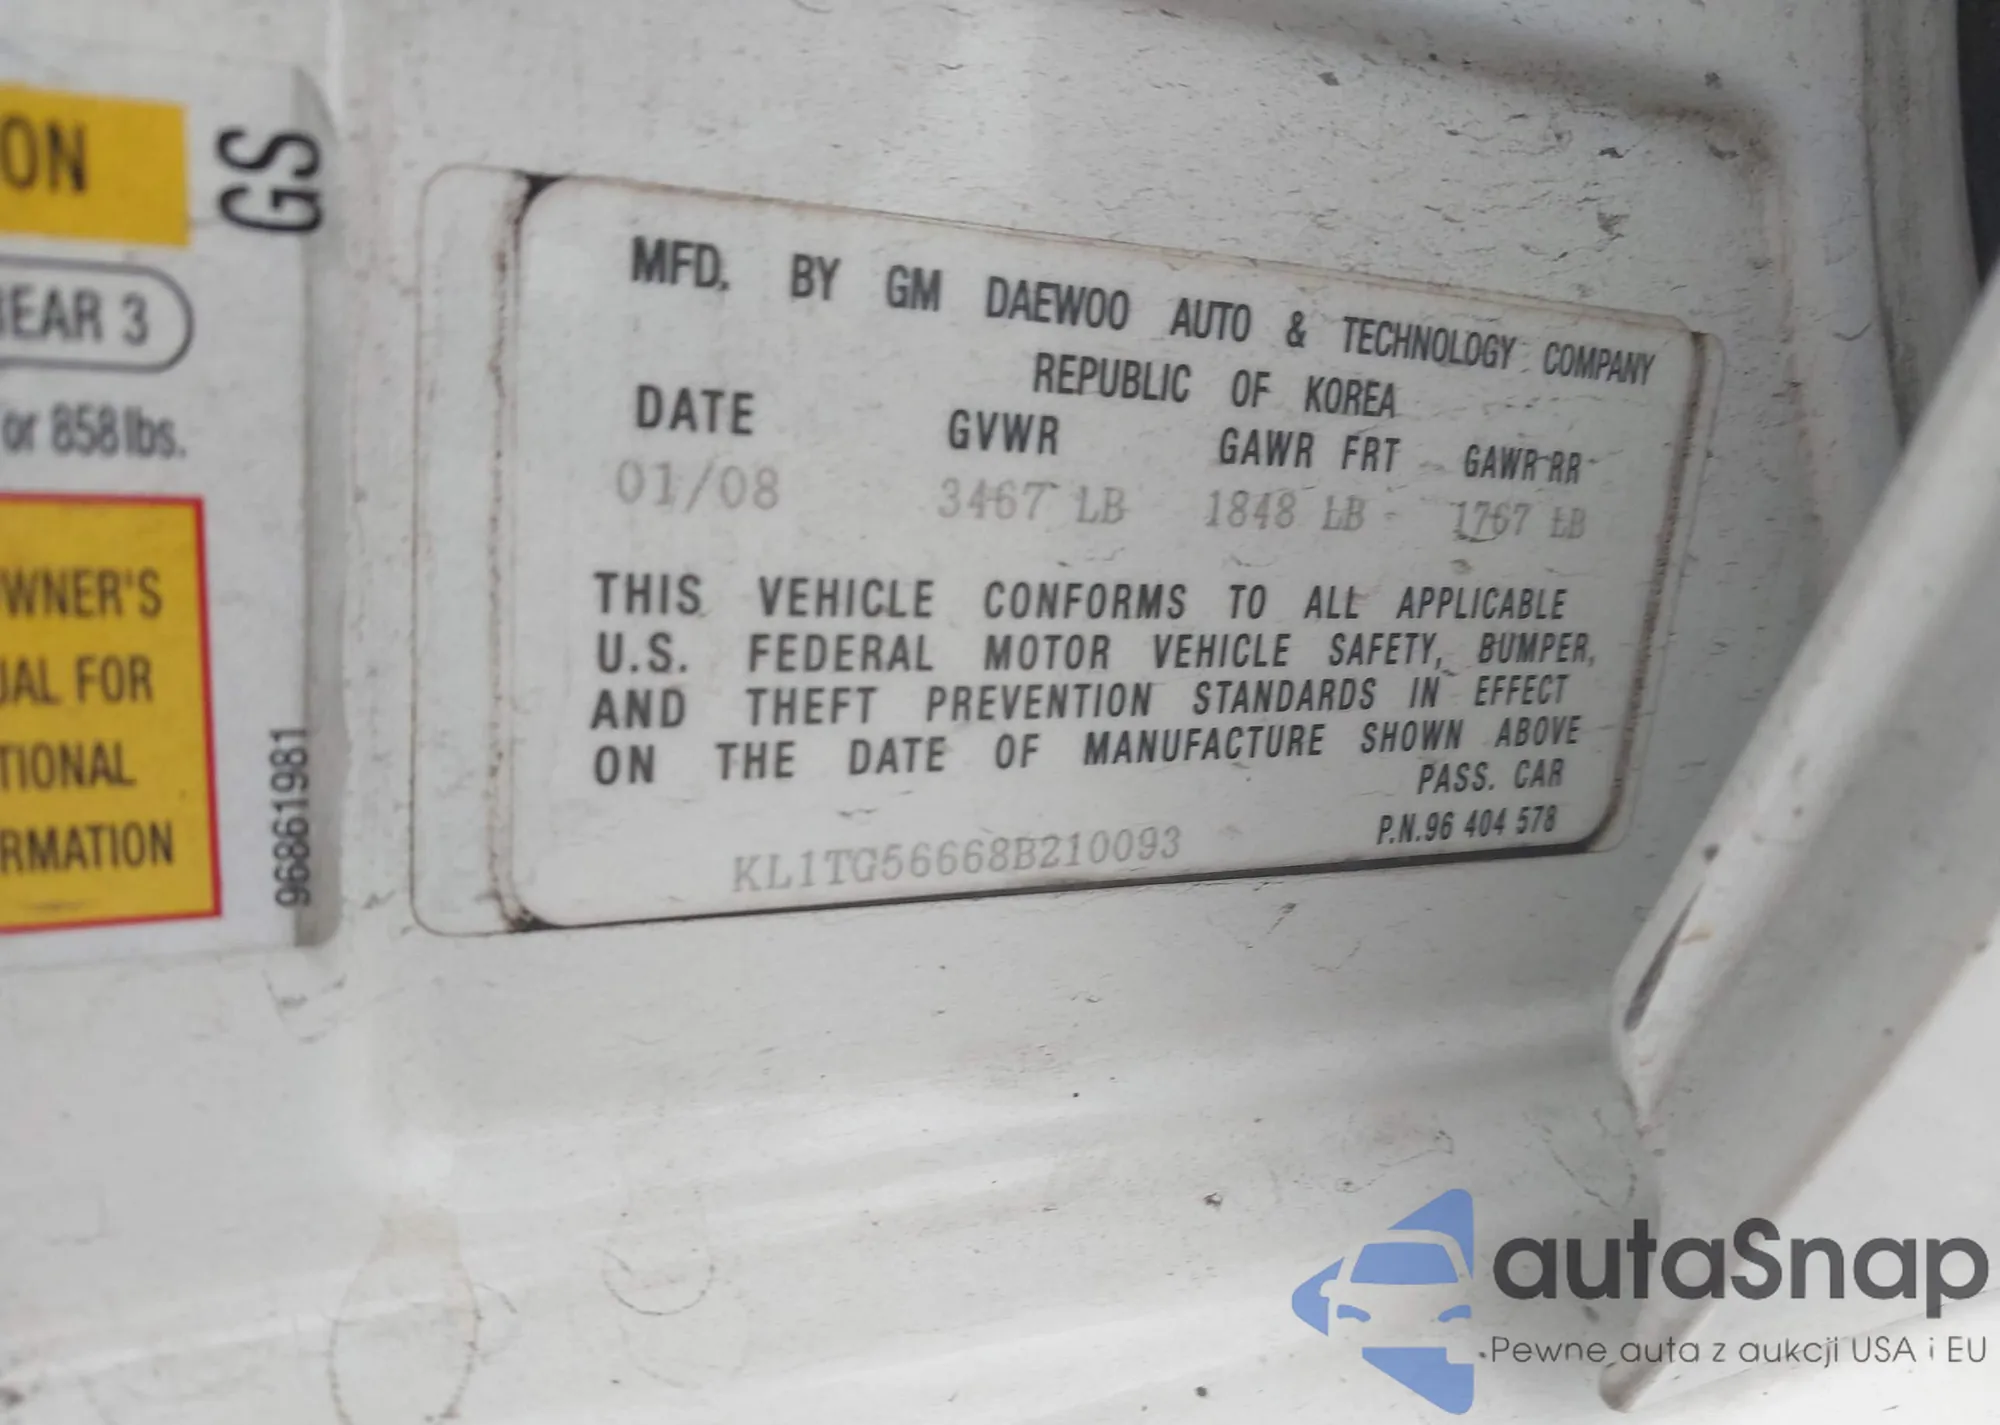 ON
GS
REAR 3
or 858 lbs.
OWNER'S
UAL FOR
TIONAL
RMATION
96861981
MFD. BY GM DAEWOO AUTO & TECHNOLOGY COMPANY
REPUBLIC OF KOREA
DATE GVWR GAWR FRT GAWR RR
01/08 3467 LB 1848 LB 1767 LB
THIS VEHICLE CONFORMS TO ALL APPLICABLE
U.S. FEDERAL MOTOR VEHICLE SAFETY, BUMPER,
AND THEFT PREVENTION STANDARDS IN EFFECT
ON THE DATE OF MANUFACTURE SHOWN ABOVE
PASS. CAR
P.N.96 404 578
KL1TG56668B210093
autaSnap
Pewne auta z aukcji USA i EU